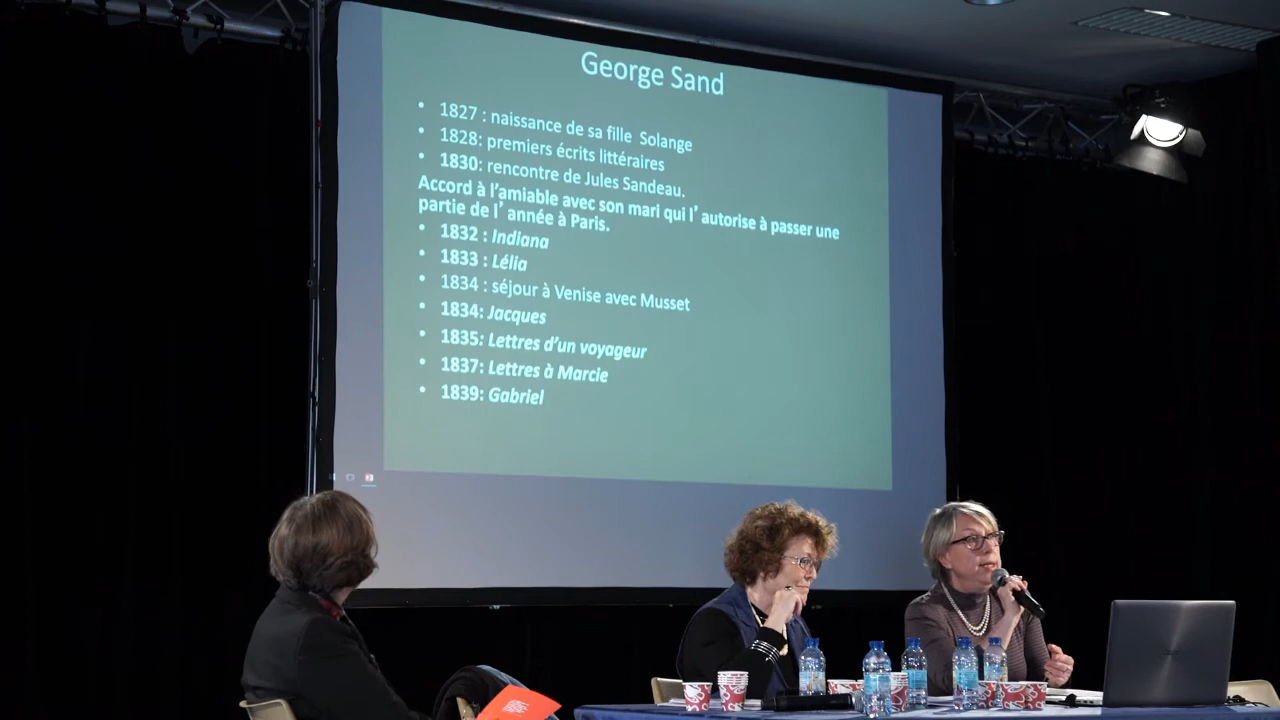 George Sand
• 1827 : naissance de sa fille Solange
• 1828: premiers écrits littéraires
• 1830: rencontre de Jules Sandeau.
Accord à l'amiable avec son mari qui l' autorise à passer une
partie de l' année à Paris.
• 1832 : Indiana
• 1833 : Lélia
• 1834 : séjour à Venise avec Musset
• 1834: Jacques
• 1835: Lettres d'un voyageur
• 1837: Lettres à Marcie
• 1839: Gabriel